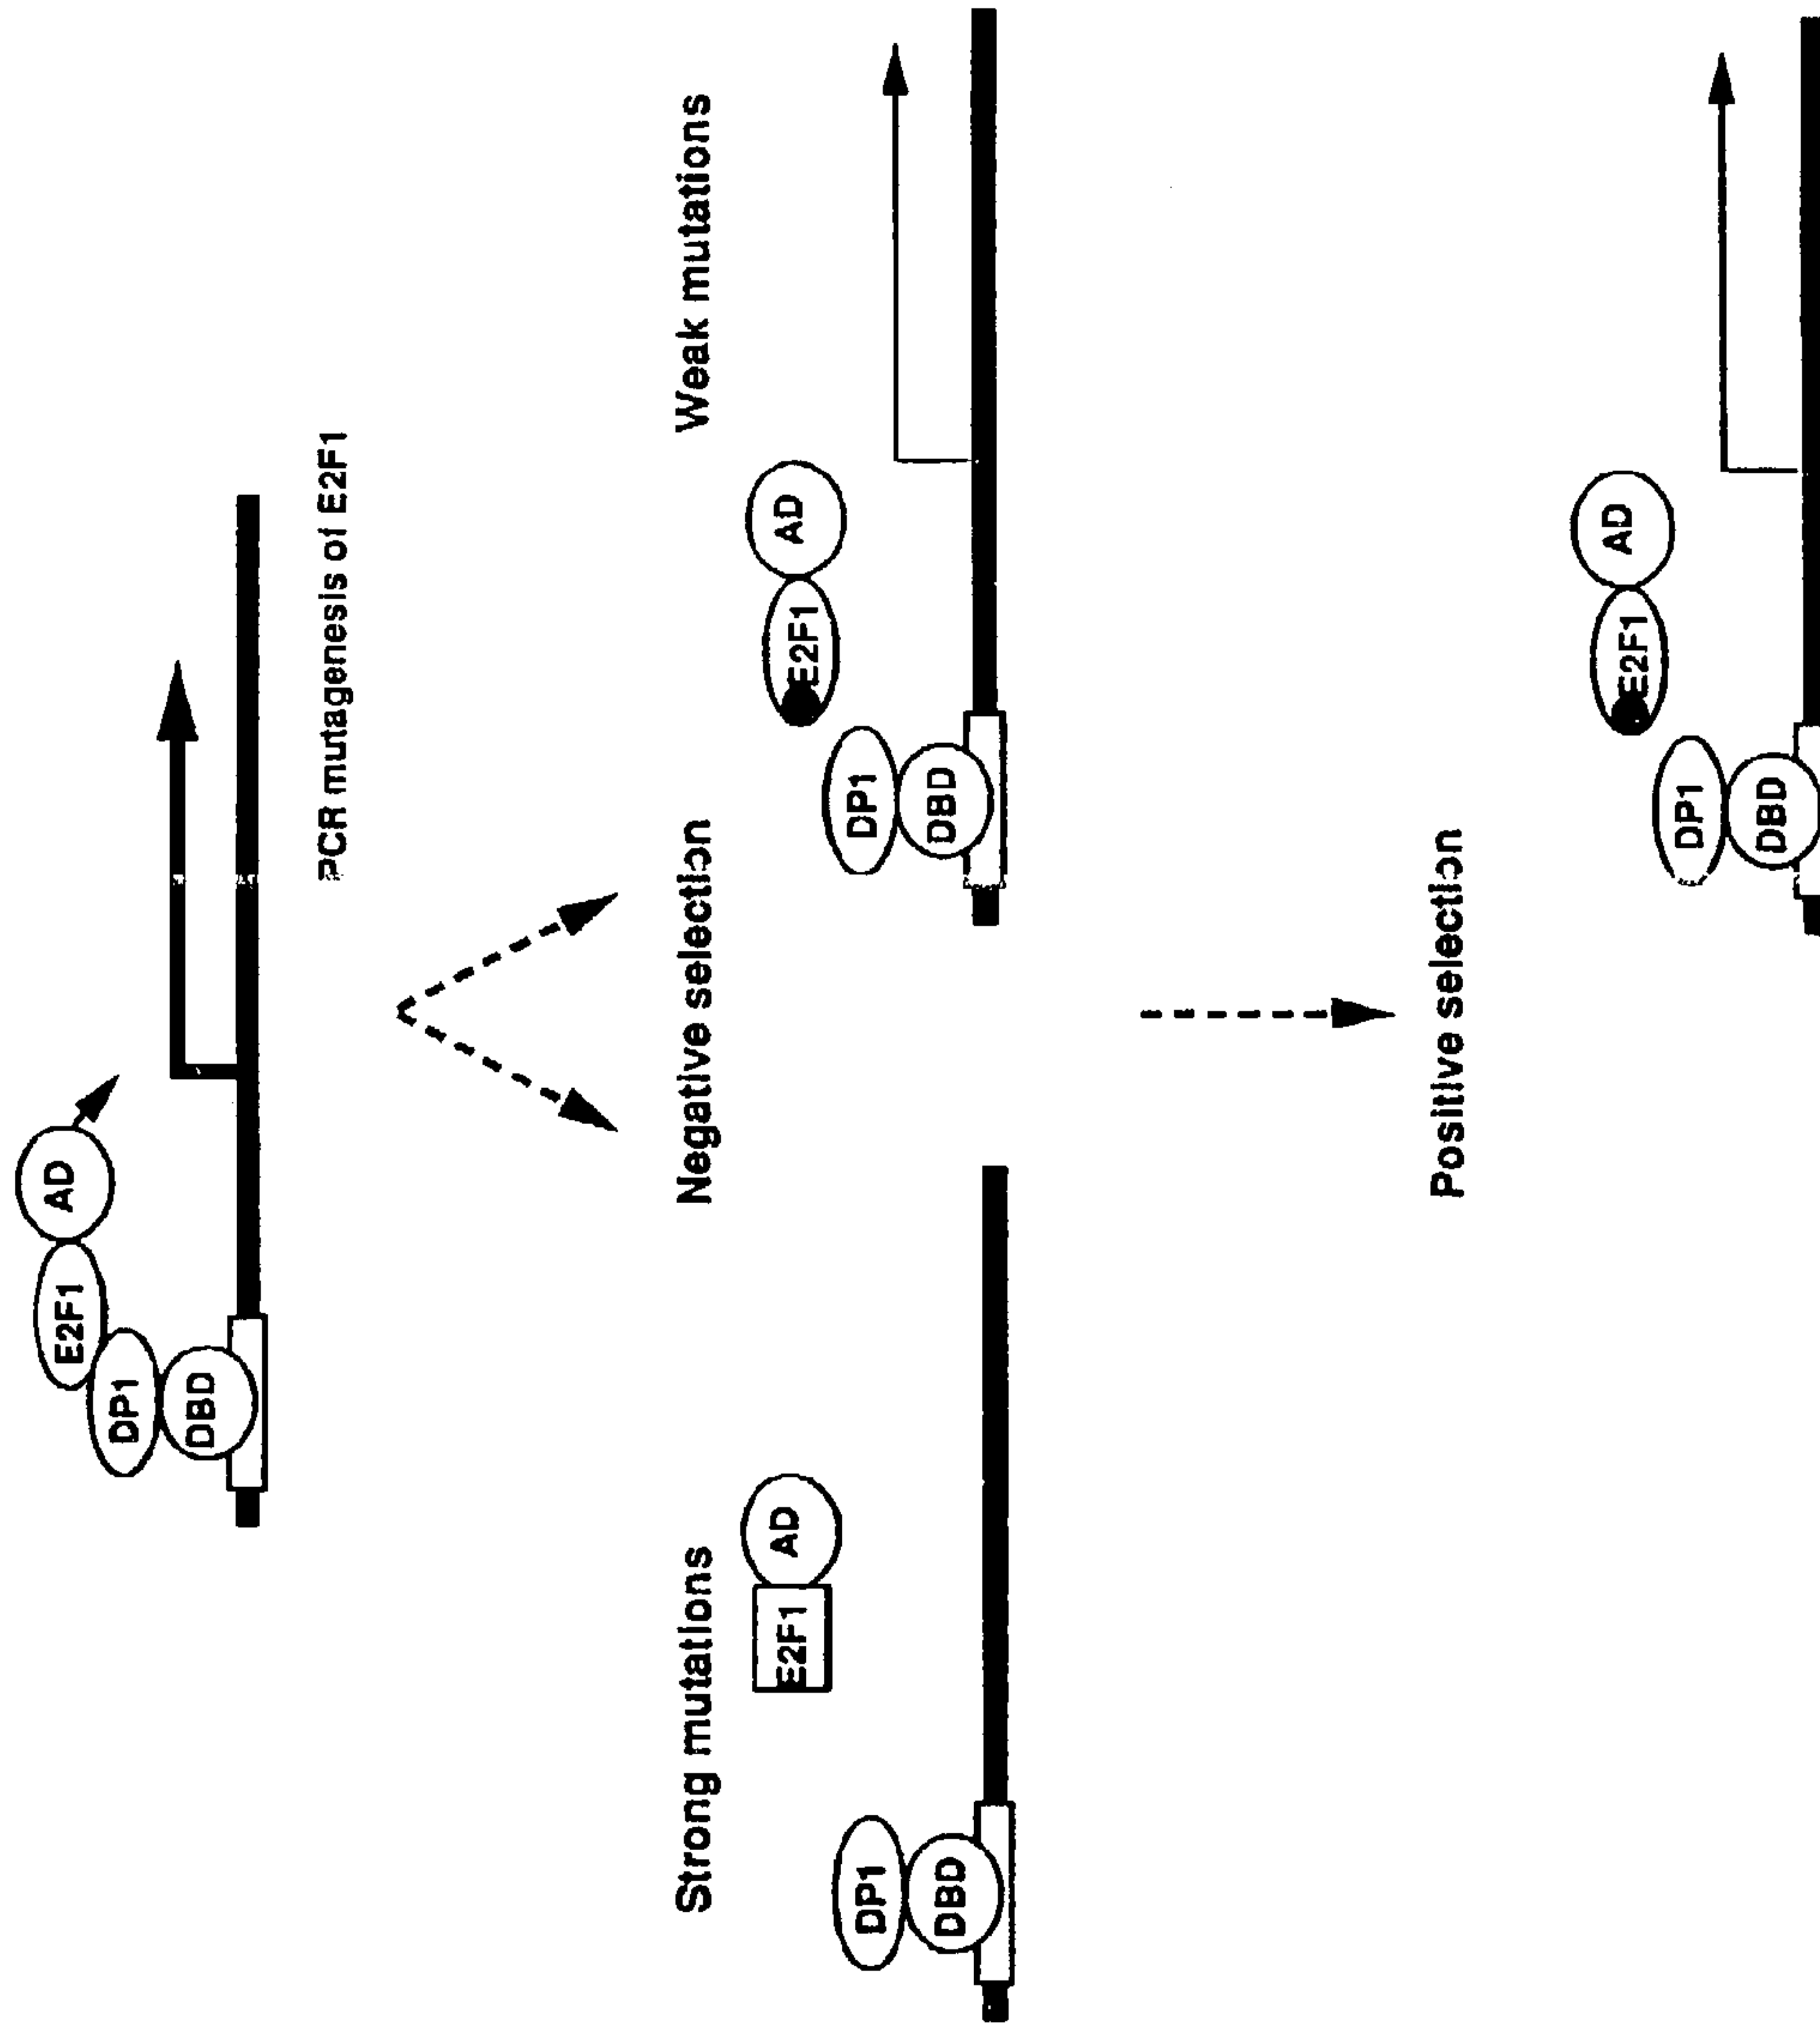 E2F1
AD
DP1
DBD
PCR mutagenesis of E2F1
Strong mutations
Negative selection
Weak mutations
E2F1
AD
DP1
DBD
E2F1
AD
DP1
DBD
Positive selection
E2F1
AD
DP1
DBD